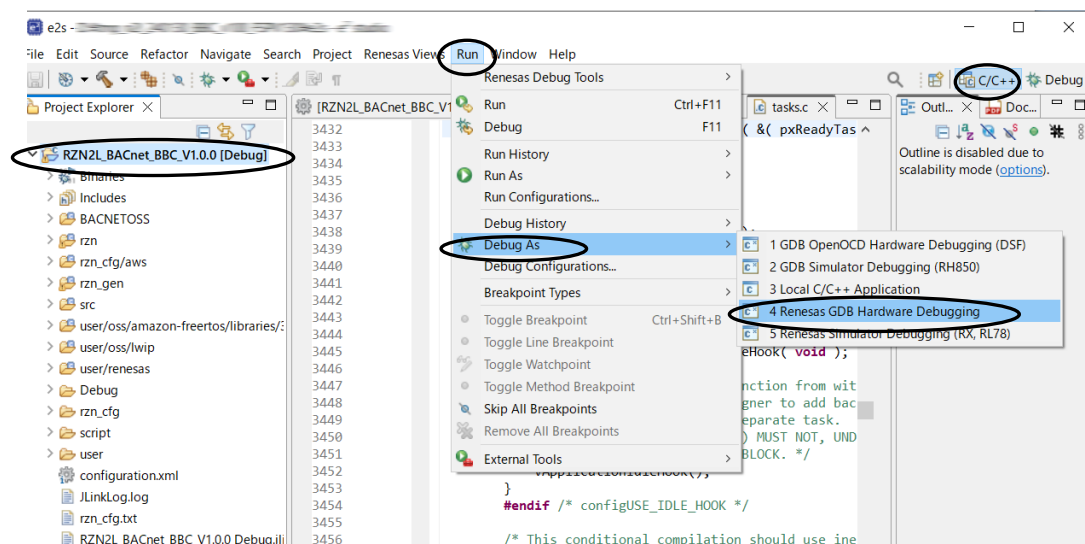 e2s -
File Edit Source Refactor Navigate Search Project Renesas Views Run Window Help
C/C++ Debug
Project Explorer
[RZN2L_BACnet_BBC_V1
tasks.c
Outl...
Doc...
RZN2L_BACnet_BBC_V1.0.0 [Debug]
Binaries
Includes
BACNETOSS
rzn
rzn_cfg/aws
rzn_gen
src
user/oss/amazon-freertos/libraries/3
user/oss/lwip
user/renesas
Debug
rzn_cfg
script
user
configuration.xml
JLinkLog.log
rzn_cfg.txt
RZN2L_BACnet_BBC_V1.0.0 Debug.jli
3432
3433
3434
3435
3436
3437
3438
3439
3440
3441
3442
3443
3444
3445
3446
3447
3448
3449
3450
3451
3452
3453
3454
3455
3456
Renesas Debug Tools
Run Ctrl+F11
Debug F11
Run History
Run As
Run Configurations...
Debug History
Debug As
Debug Configurations...
Breakpoint Types
Toggle Breakpoint Ctrl+Shift+B
Toggle Line Breakpoint
Toggle Watchpoint
Toggle Method Breakpoint
Skip All Breakpoints
Remove All Breakpoints
External Tools
1 GDB OpenOCD Hardware Debugging (DSF)
2 GDB Simulator Debugging (RH850)
3 Local C/C++ Application
4 Renesas GDB Hardware Debugging
5 Renesas Simulator Debugging (RX, RL78)
( &( pxReadyTas
);
eHook( void );
nction from wit
gner to add bac
eparate task.
) MUST NOT, UND
BLOCK. */
vApplicationIdleHook();
}
#endif /* configUSE_IDLE_HOOK */
/* This conditional compilation should use ine
Outline is disabled due to
scalability mode (options).